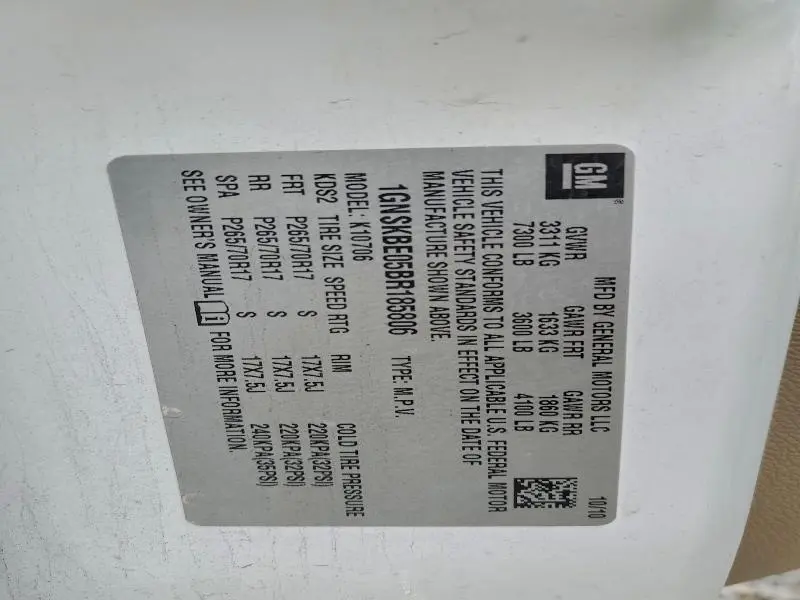 GM
MFD BY GENERAL MOTORS LLC 10/10
GVWR GAWR FRT GAWR RR
3311 KG 1633 KG 1860 KG
7300 LB 3600 LB 4100 LB
THIS VEHICLE CONFORMS TO ALL APPLICABLE U.S. FEDERAL MOTOR
VEHICLE SAFETY STANDARDS IN EFFECT ON THE DATE OF
MANUFACTURE SHOWN ABOVE.
1GNSKBE05BR185906 TYPE: M.P.V.
MODEL: K10706
KDS2 TIRE SIZE SPEED RTG RIM COLD TIRE PRESSURE
FRT P265/70R17 S 17X7.5J 220KPA(32PSI)
RR P265/70R17 S 17X7.5J 220KPA(32PSI)
SPA P265/70R17 S 17X7.5J 240KPA(35PSI)
SEE OWNER'S MANUAL FOR MORE INFORMATION.